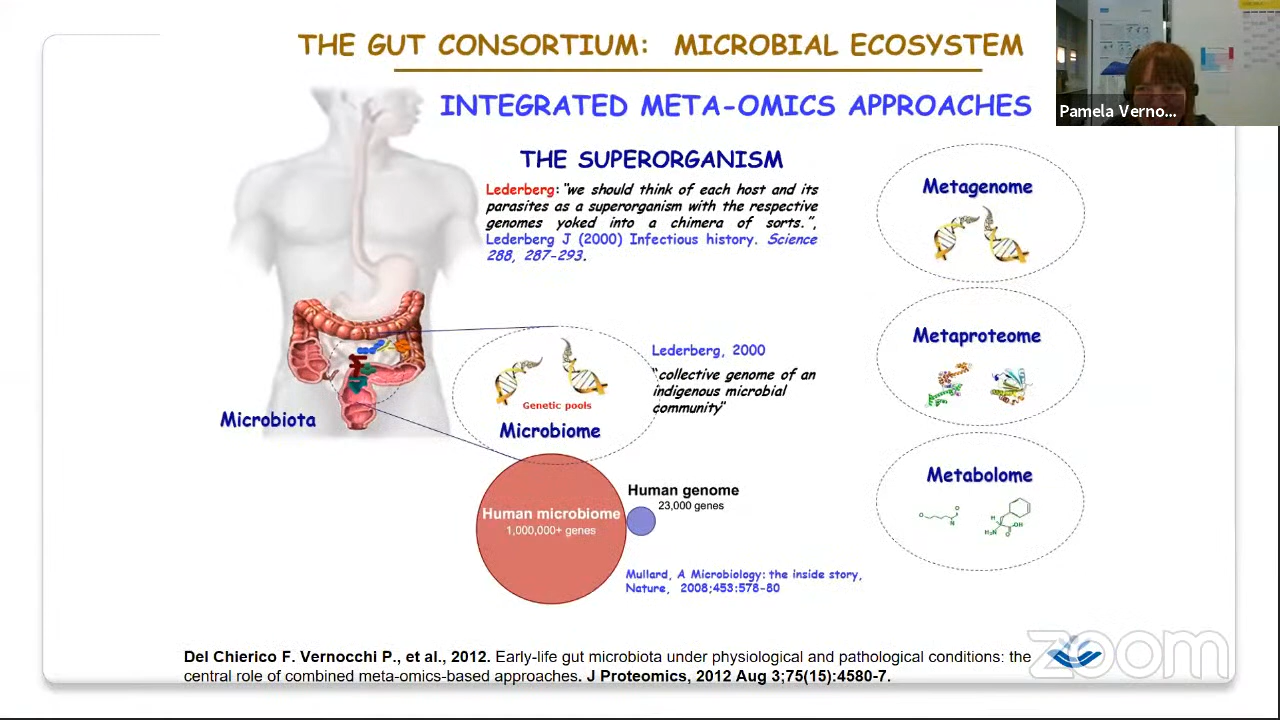 THE GUT CONSORTIUM: MICROBIAL ECOSYSTEM
Pamela Verno...
INTEGRATED META-OMICS APPROACHES
THE SUPERORGANISM
Lederberg: "we should think of each host and its
parasites as a superorganism with the respective
genomes yoked into a chimera of sorts.",
Lederberg J (2000) Infectious history. Science
288, 287-293.
Metagenome
Metaproteome
Metabolome
Lederberg, 2000
"collective genome of an
indigenous microbial
community"
Genetic pools
Microbiome
Microbiota
Human microbiome
1,000,000+ genes
Human genome
23,000 genes
Mullard, A Microbiology: the inside story,
Nature, 2008;453:578-80
O
O
N
H
H₂N
O
OH
zoom
Del Chierico F. Vernocchi P., et al., 2012. Early-life gut microbiota under physiological and pathological conditions: the
central role of combined meta-omics-based approaches. J Proteomics, 2012 Aug 3;75(15):4580-7.